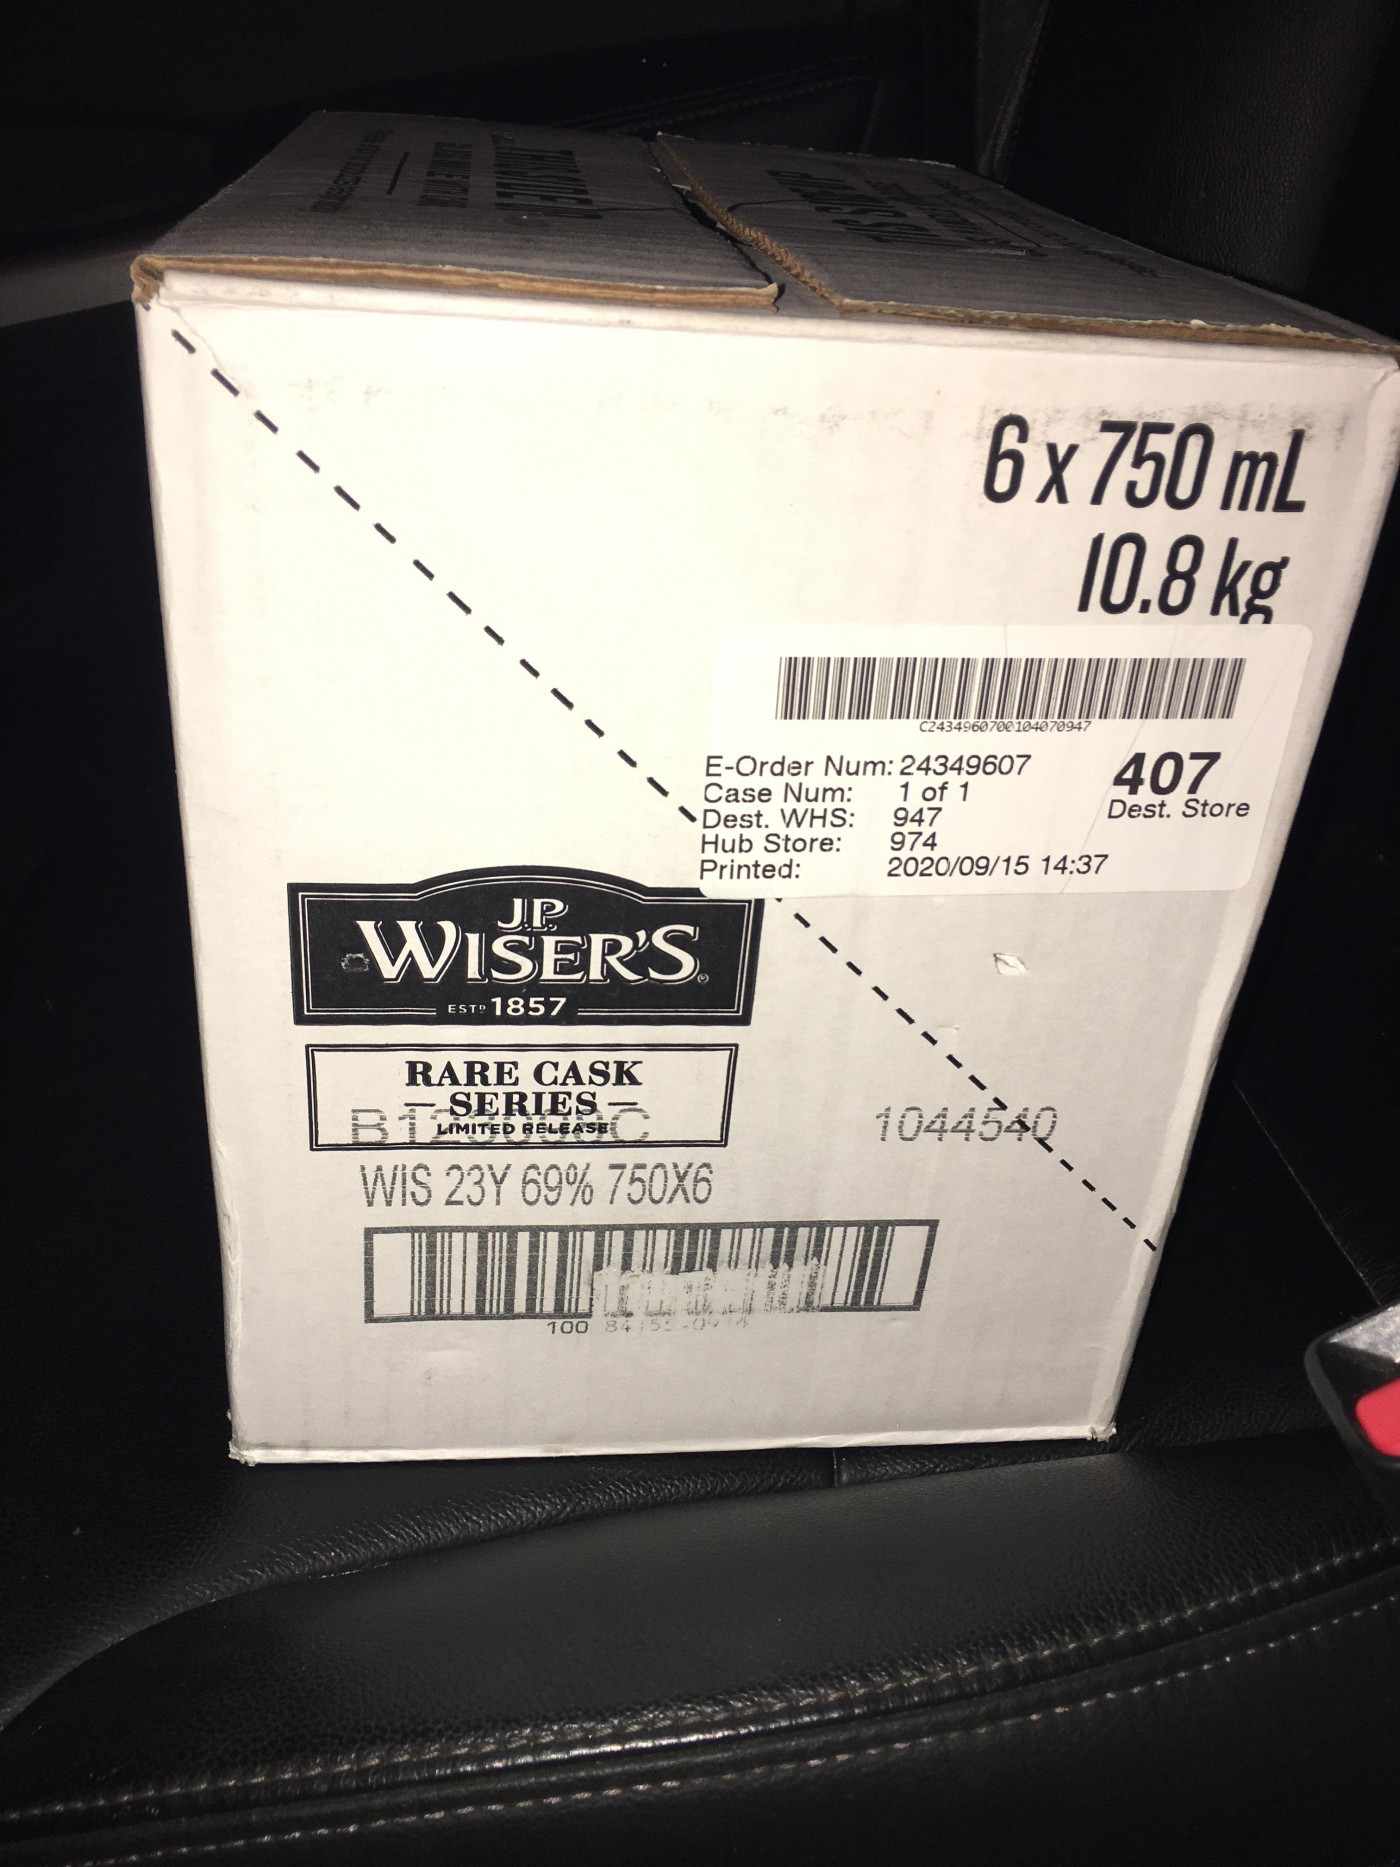 6 x 750 mL
10.8 kg
C2434960700104070947
E-Order Num: 24349607
Case Num: 1 of 1
Dest. WHS: 947
Hub Store: 974
Printed: 2020/09/15 14:37
407
Dest. Store
J.P.
WISER'S®
ESTD 1857
RARE CASK
— SERIES —
LIMITED RELEASE
1044540
WIS 23Y 69% 750X6
100